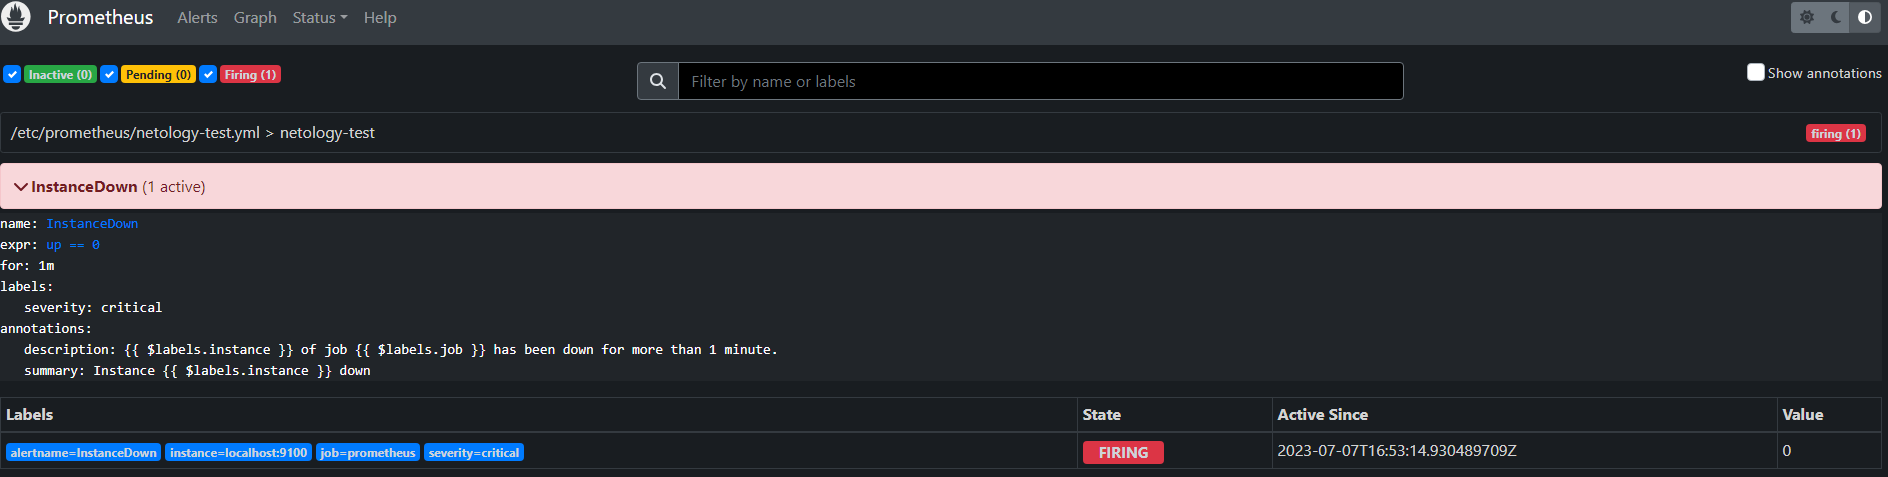 Prometheus Alerts Graph Status Help
Inactive (0) Pending (0) Firing (1) Filter by name or labels Show annotations
/etc/prometheus/netology-test.yml > netology-test firing (1)
InstanceDown (1 active)
name: InstanceDown
expr: up == 0
for: 1m
labels:
severity: critical
annotations:
description: {{ $labels.instance }} of job {{ $labels.job }} has been down for more than 1 minute.
summary: Instance {{ $labels.instance }} down
Labels State Active Since Value
alertname=InstanceDown instance=localhost:9100 job=prometheus severity=critical FIRING 2023-07-07T16:53:14.930489709Z 0